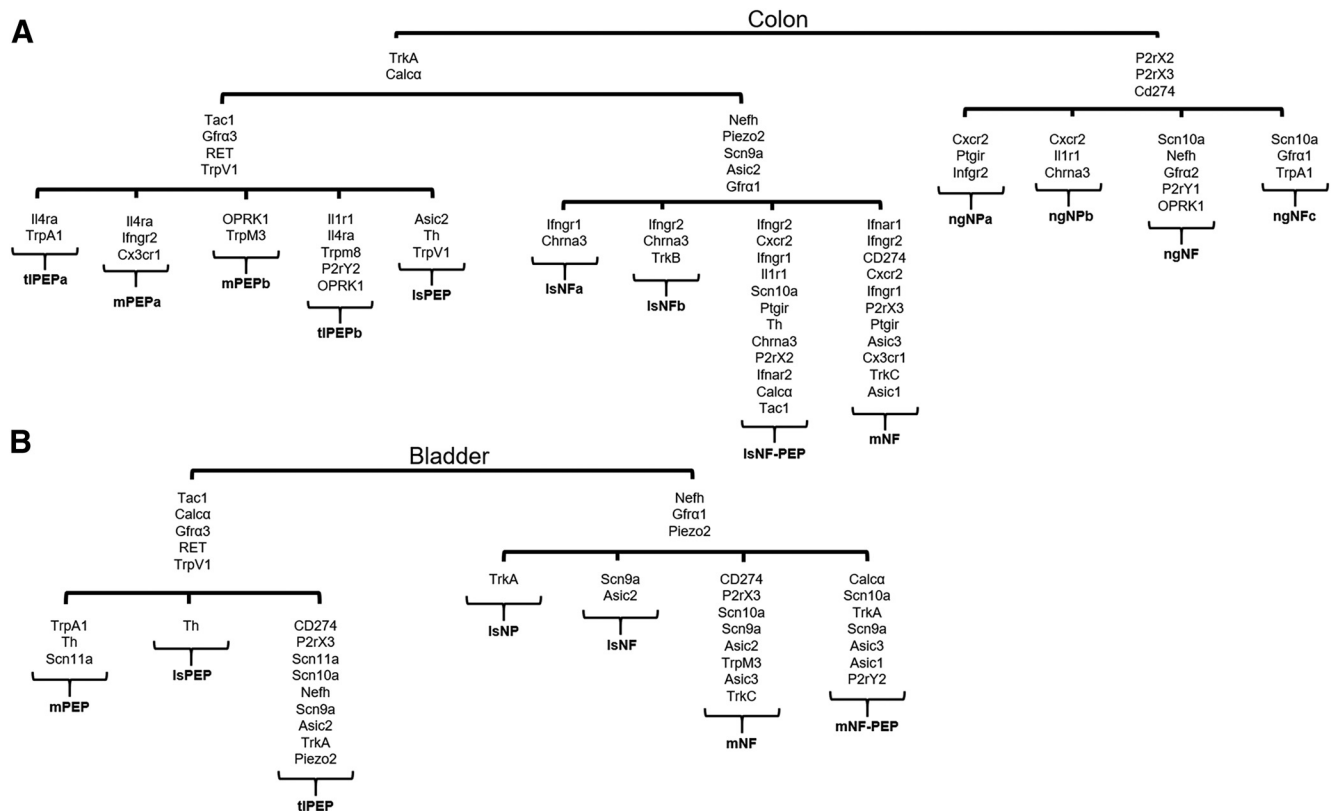 A
Colon
TrkA
Calcα
P2rX2
P2rX3
Cd274
Tac1
Gfrα3
RET
TrpV1
Nefh
Piezo2
Scn9a
Asic2
Gfrα1
Il4ra
TrpA1
tlPEPa
Il4ra
Ifngr2
Cx3cr1
mPEPa
OPRK1
TrpM3
mPEPb
Il1r1
Il4ra
Trpm8
P2rY2
OPRK1
tlPEPb
Asic2
Th
TrpV1
lsPEP
Ifngr1
Chrna3
lsNFa
Ifngr2
Chrna3
TrkB
lsNFb
Ifngr2
Cxcr2
Ifngr1
Il1r1
Scn10a
Ptgir
Th
Chrna3
P2rX2
Ifnar2
Calcα
Tac1
lsNF-PEP
Ifnar1
Ifngr2
CD274
Cxcr2
Ifngr1
P2rX3
Ptgir
Asic3
Cx3cr1
TrkC
Asic1
mNF
Cxcr2
Ptgir
Infgr2
ngNPa
Cxcr2
Il1r1
Chrna3
ngNPb
Scn10a
Nefh
Gfrα2
P2rY1
OPRK1
ngNF
Scn10a
Gfrα1
TrpA1
ngNFc
B
Bladder
Tac1
Calcα
Gfrα3
RET
TrpV1
Nefh
Gfrα1
Piezo2
TrpA1
Th
Scn11a
mPEP
Th
lsPEP
CD274
P2rX3
Scn11a
Scn10a
Nefh
Scn9a
Asic2
TrkA
Piezo2
tlPEP
TrkA
lsNP
Scn9a
Asic2
lsNF
CD274
P2rX3
Scn10a
Scn9a
Asic2
TrpM3
Asic3
TrkC
mNF
Calcα
Scn10a
TrkA
Scn9a
Asic3
Asic1
P2rY2
mNF-PEP